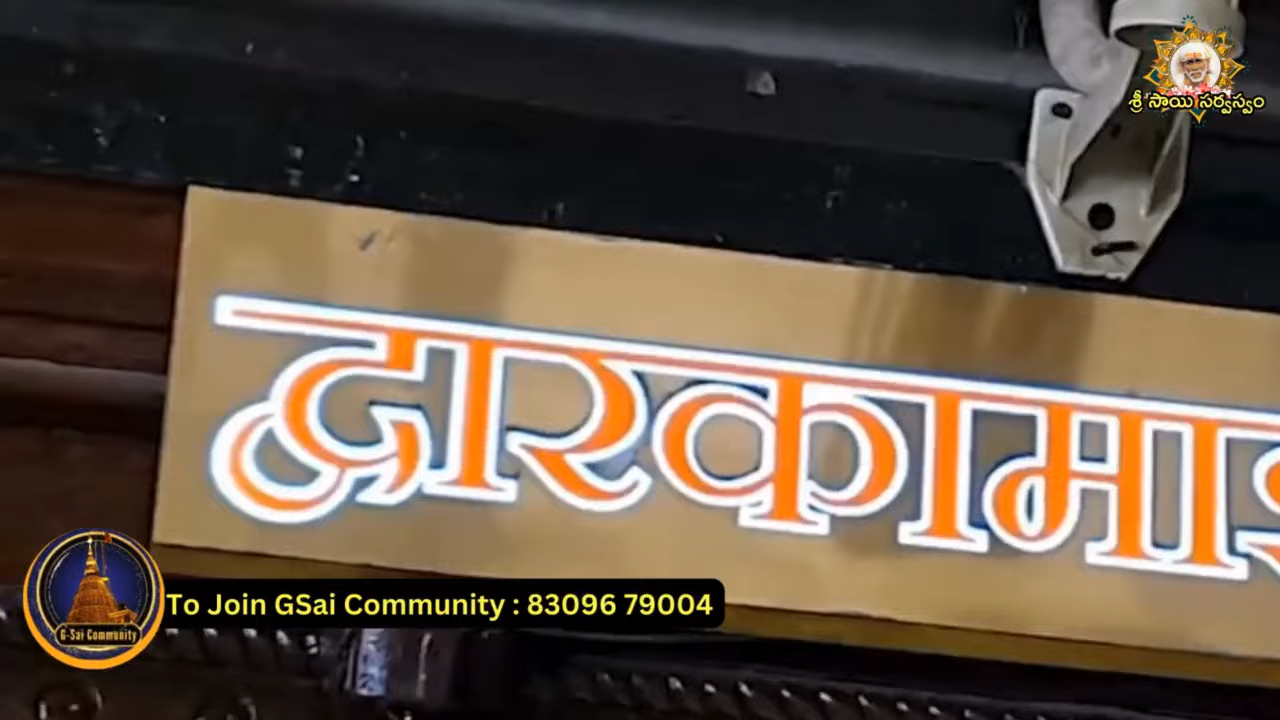 శ్రీ సాయి సర్వస్వం
द्वारकामा
G-Sai Community
To Join GSai Community : 83096 79004